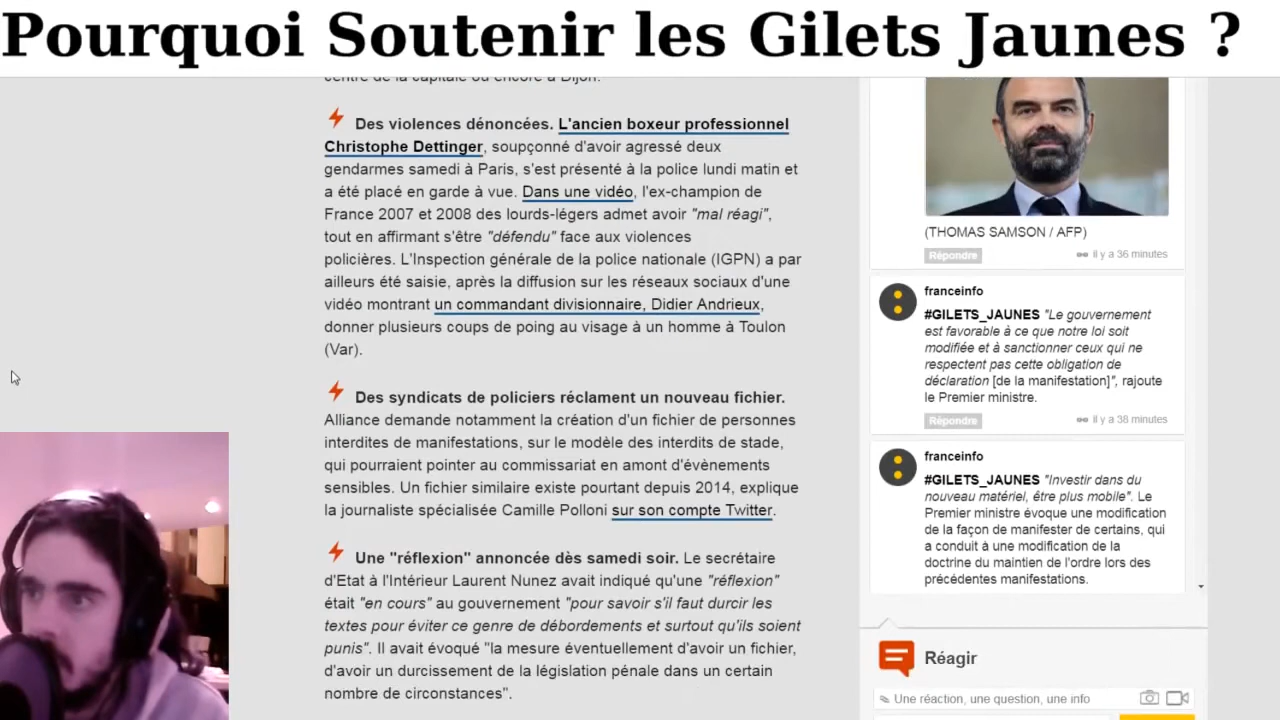 Pourquoi Soutenir les Gilets Jaunes ?
centre de la capitale ou encore à Dijon.
Des violences dénoncées. L'ancien boxeur professionnel
Christophe Dettinger, soupçonné d'avoir agressé deux
gendarmes samedi à Paris, s'est présenté à la police lundi matin et
a été placé en garde à vue. Dans une vidéo, l'ex-champion de
France 2007 et 2008 des lourds-légers admet avoir "mal réagi",
tout en affirmant s'être "défendu" face aux violences
policières. L'Inspection générale de la police nationale (IGPN) a par
ailleurs été saisie, après la diffusion sur les réseaux sociaux d'une
vidéo montrant un commandant divisionnaire, Didier Andrieux,
donner plusieurs coups de poing au visage à un homme à Toulon
(Var).
Des syndicats de policiers réclament un nouveau fichier.
Alliance demande notamment la création d'un fichier de personnes
interdites de manifestations, sur le modèle des interdits de stade,
qui pourraient pointer au commissariat en amont d'évènements
sensibles. Un fichier similaire existe pourtant depuis 2014, explique
la journaliste spécialisée Camille Polloni sur son compte Twitter.
Une "réflexion" annoncée dès samedi soir. Le secrétaire
d'Etat à l'Intérieur Laurent Nunez avait indiqué qu'une "réflexion"
était "en cours" au gouvernement "pour savoir s'il faut durcir les
textes pour éviter ce genre de débordements et surtout qu'ils soient
punis". Il avait évoqué "la mesure éventuellement d'avoir un fichier,
d'avoir un durcissement de la législation pénale dans un certain
nombre de circonstances".
(THOMAS SAMSON / AFP)
Répondre
il y a 36 minutes
franceinfo
#GILETS_JAUNES "Le gouvernement
est favorable à ce que notre loi soit
modifiée et à sanctionner ceux qui ne
respectent pas cette obligation de
déclaration [de la manifestation]", rajoute
le Premier ministre.
Répondre
il y a 38 minutes
franceinfo
#GILETS_JAUNES "Investir dans du
nouveau matériel, être plus mobile". Le
Premier ministre évoque une modification
de la façon de manifester de certains, qui
a conduit à une modification de la
doctrine du maintien de l'ordre lors des
précédentes manifestations.
Réagir
Une réaction, une question, une info